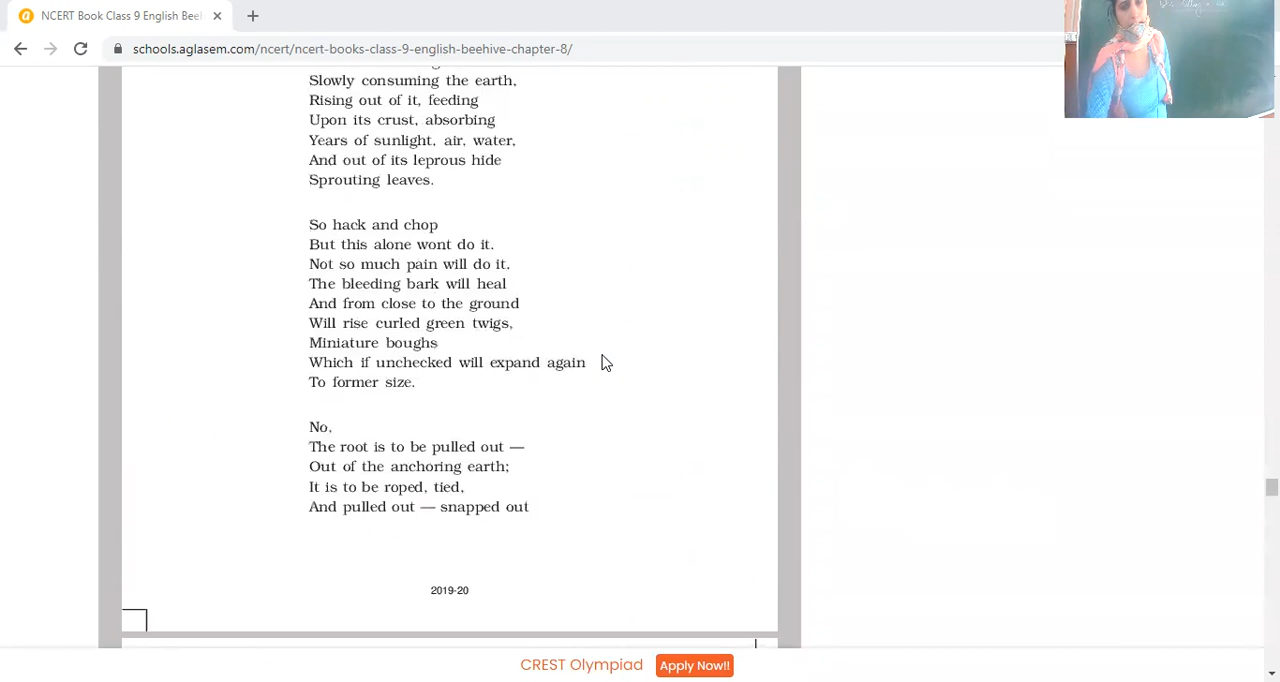 NCERT Book Class 9 English Beeh
schools.aglasem.com/ncert/ncert-books-class-9-english-beehive-chapter-8/
Slowly consuming the earth,
Rising out of it, feeding
Upon its crust, absorbing
Years of sunlight, air, water,
And out of its leprous hide
Sprouting leaves.
So hack and chop
But this alone wont do it.
Not so much pain will do it.
The bleeding bark will heal
And from close to the ground
Will rise curled green twigs,
Miniature boughs
Which if unchecked will expand again
To former size.
No,
The root is to be pulled out —
Out of the anchoring earth;
It is to be roped, tied,
And pulled out — snapped out
2019-20
CREST Olympiad Apply Now!!